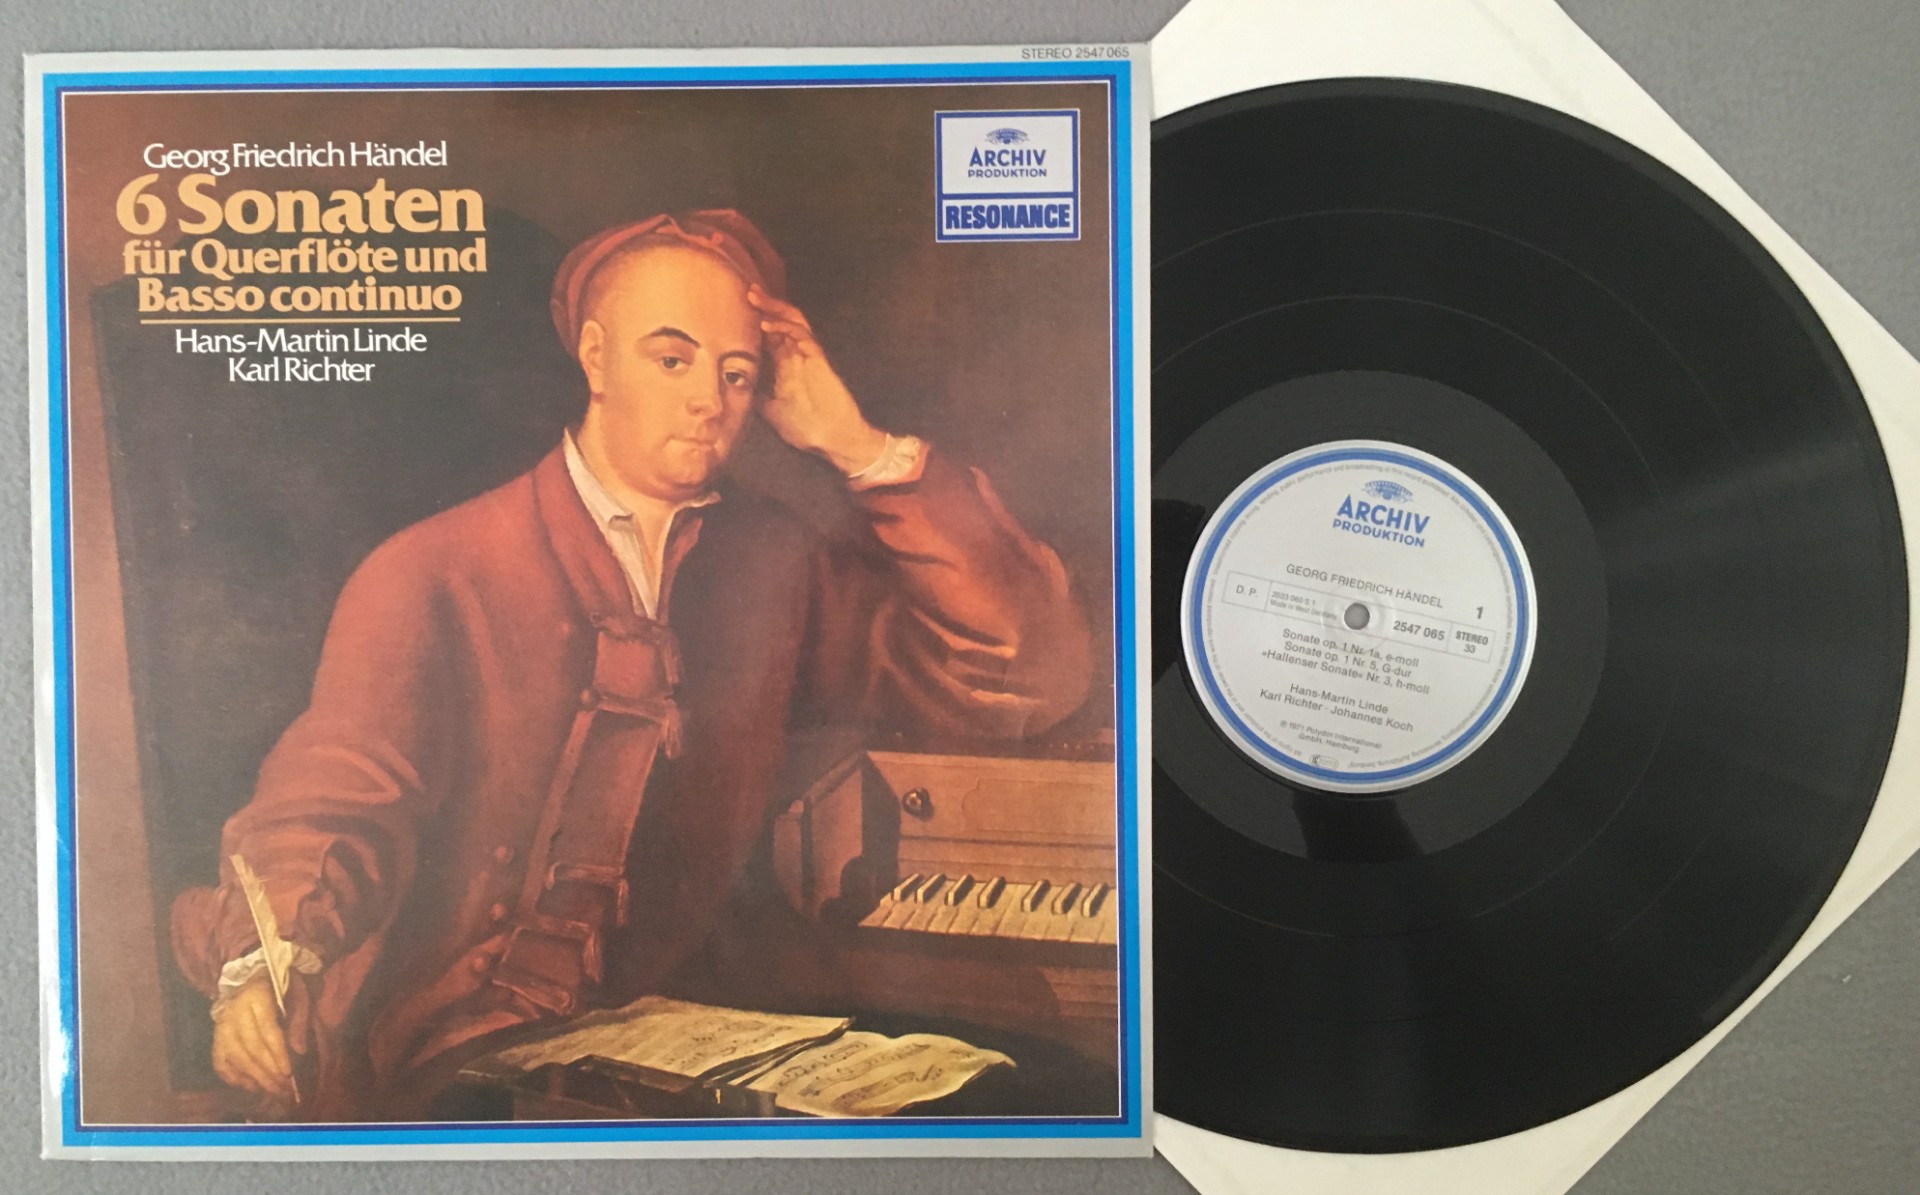 STEREO 2547 065
Georg Friedrich Händel
6 Sonaten
für Querflöte und
Basso continuo
Hans-Martin Linde
Karl Richter
ARCHIV
PRODUKTION
RESONANCE
ARCHIV
PRODUKTION
GEORG FRIEDRICH HÄNDEL
1
D. P.
Made in West Germany
2547 065
STEREO
33
Sonate op. 1 Nr. 1a, e-moll
Sonate op. 1 Nr. 5, G-dur
»Hallenser Sonate« Nr. 3, h-moll
Hans-Martin Linde
Karl Richter · Johannes Koch
℗ 1971 Polydor International
GmbH, Hamburg